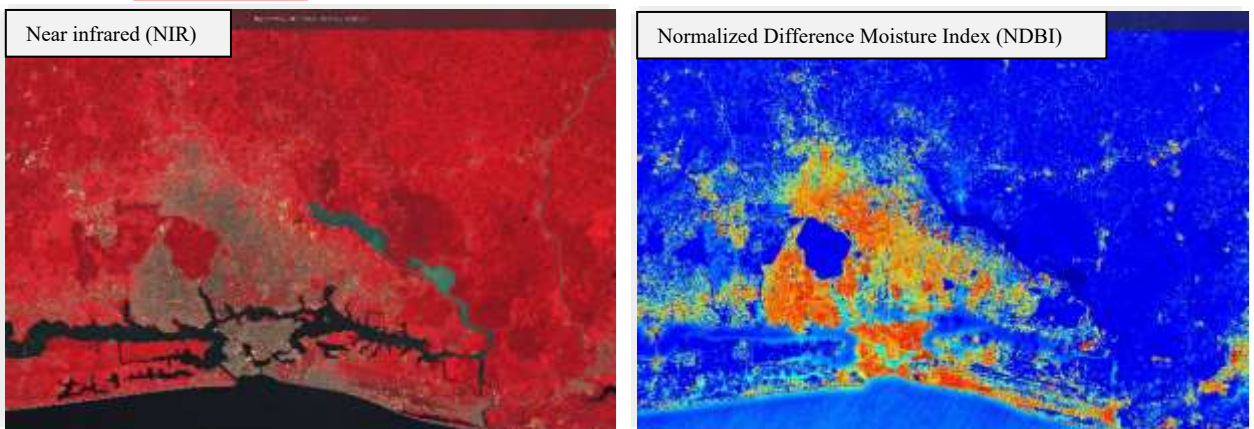 Near infrared (NIR)
Normalized Difference Moisture Index (NDBI)